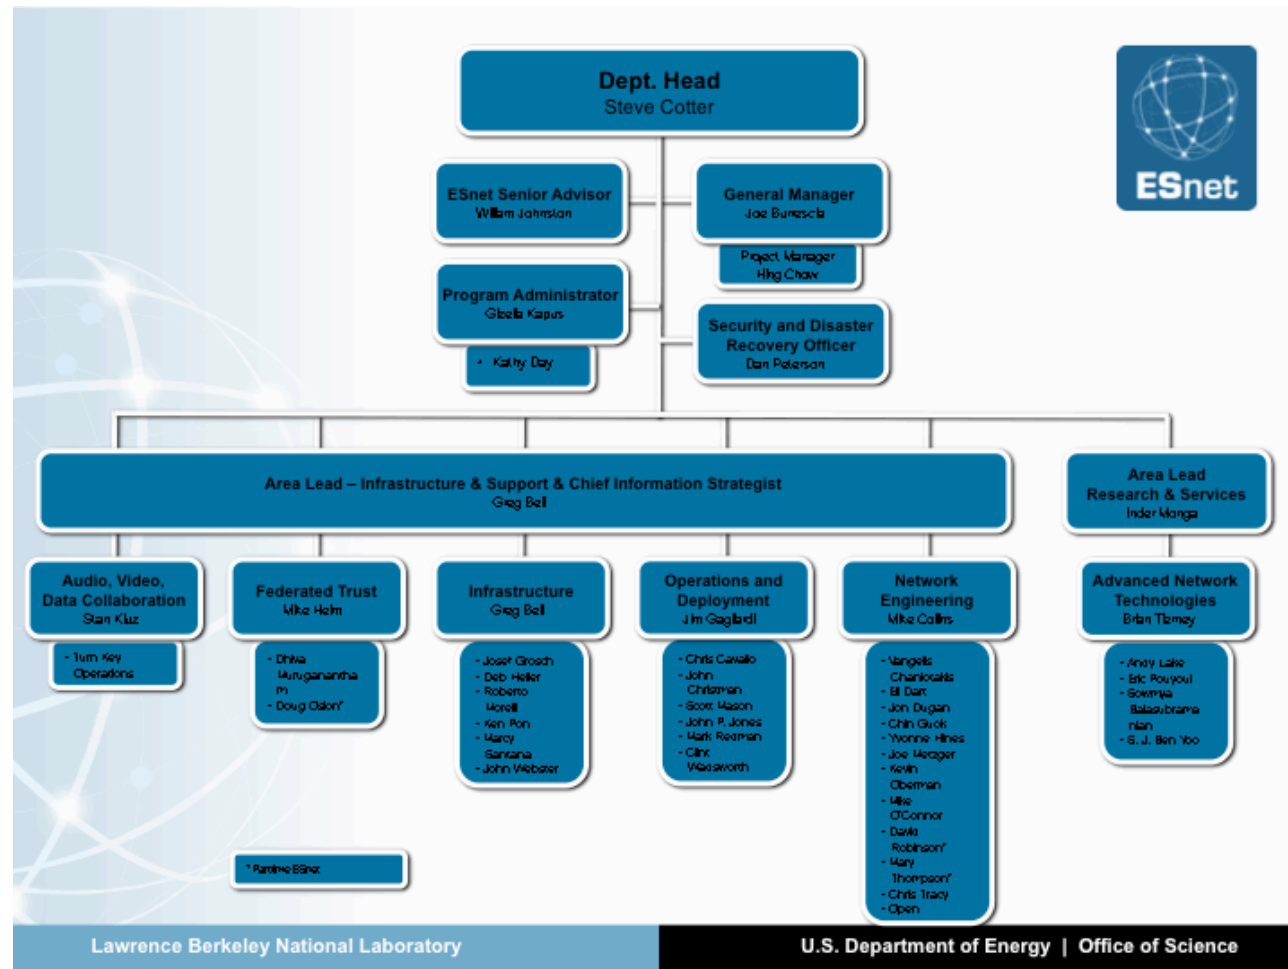 Dept. Head
Steve Cotter
ESnet
ESnet Senior Advisor
William Johnston
General Manager
Joe Burrescia
Project Manager
Hing Chow
Program Administrator
Gizella Kapus
- Kathy Day
Security and Disaster
Recovery Officer
Dan Peterson
Area Lead – Infrastructure & Support & Chief Information Strategist
Greg Bell
Area Lead
Research & Services
Inder Monga
Audio, Video,
Data Collaboration
Stan Kluz
- Turn Key
Operations
Federated Trust
Mike Helm
- Dhiva
Muruganantha
m
- Doug Olson*
Infrastructure
Greg Bell
- Josef Grosch
- Deb Heller
- Roberto
Morelli
- Ken Pon
- Marcy
Santana
- John Webster
Operations and
Deployment
Jim Gagliardi
- Chris Cavallo
- John
Christman
- Scott Mason
- John P. Jones
- Mark Redman
- Clint
Wadsworth
Network
Engineering
Mike Collins
- Vangelis
Chaniotakis
- Eli Dart
- Jon Dugan
- Chin Guok
- Yvonne Hines
- Joe Metzger
- Kevin
Oberman
- Mike
O'Connor
- David
Robinson*
- Mary
Thompson*
- Chris Tracy
- Open
Advanced Network
Technologies
Brian Tierney
- Andy Lake
- Eric Pouyoul
- Sowmya
Balasubrama
nian
- S. J. Ben Yoo
* Parttime ESnet
Lawrence Berkeley National Laboratory
U.S. Department of Energy | Office of Science